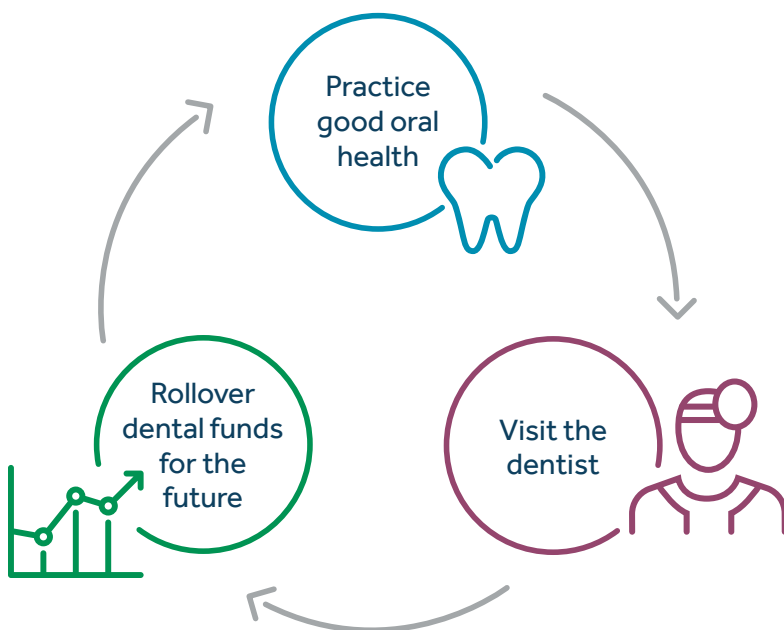 Practice
good oral
health
Visit the
dentist
Rollover
dental funds
for the
future